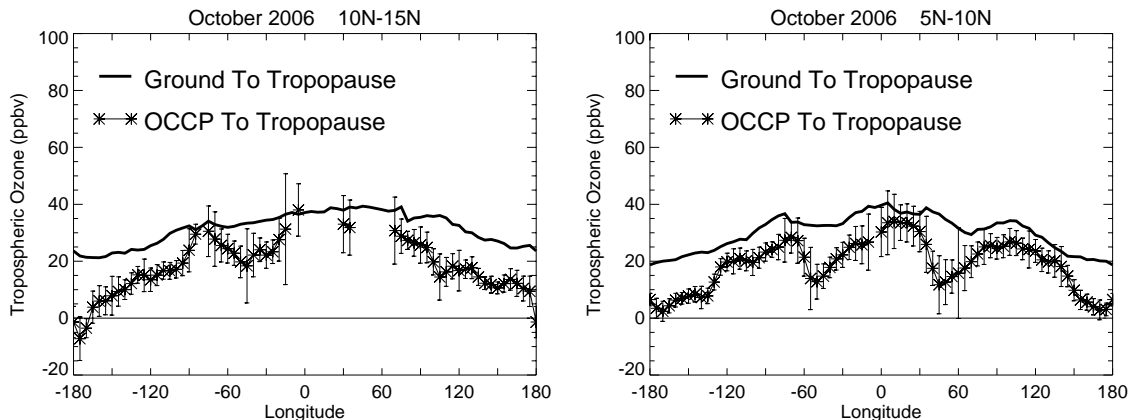 October 2006 10N-15N
Tropospheric Ozone (ppbv)
100
80
60
40
20
0
-20
Ground To Tropopause
OCCP To Tropopause
-180 -120 -60 0 60 120 180
Longitude
October 2006 5N-10N
Tropospheric Ozone (ppbv)
100
80
60
40
20
0
-20
Ground To Tropopause
OCCP To Tropopause
-180 -120 -60 0 60 120 180
Longitude